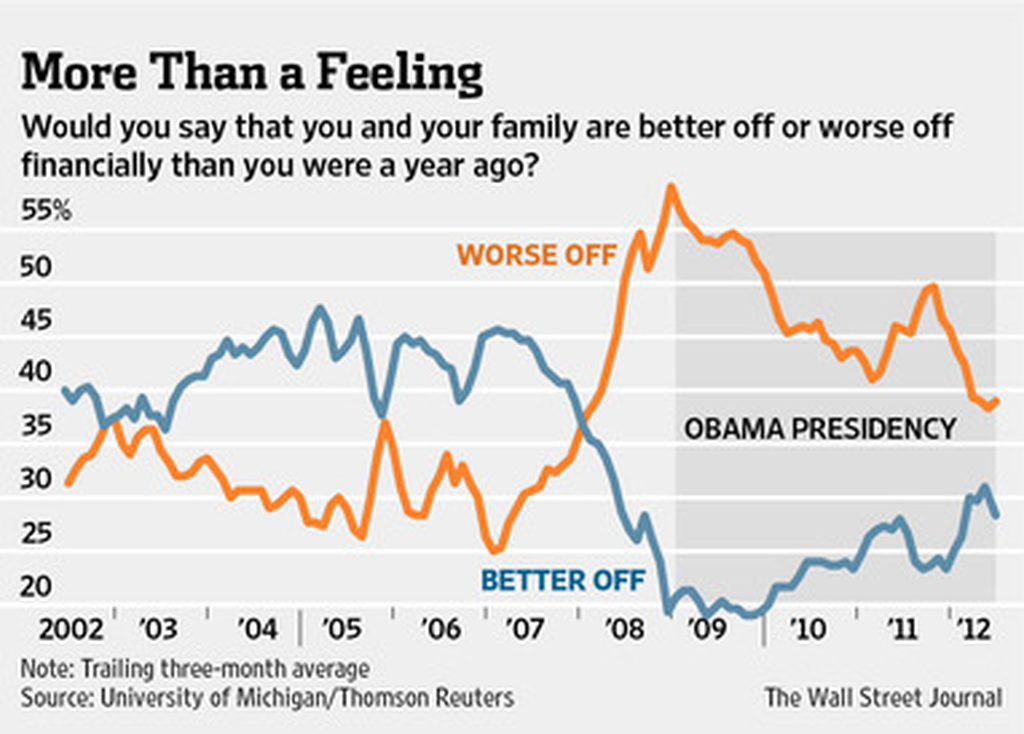 More Than a Feeling
Would you say that you and your family are better off or worse off
financially than you were a year ago?
55%
WORSE OFF
50
45
40
35
OBAMA PRESIDENCY
30
25
BETTER OFF
20
2002 '03 '04 '05 '06 '07 '08 '09 '10 '11 '12
Note: Trailing three-month average
Source: University of Michigan/Thomson Reuters
The Wall Street Journal